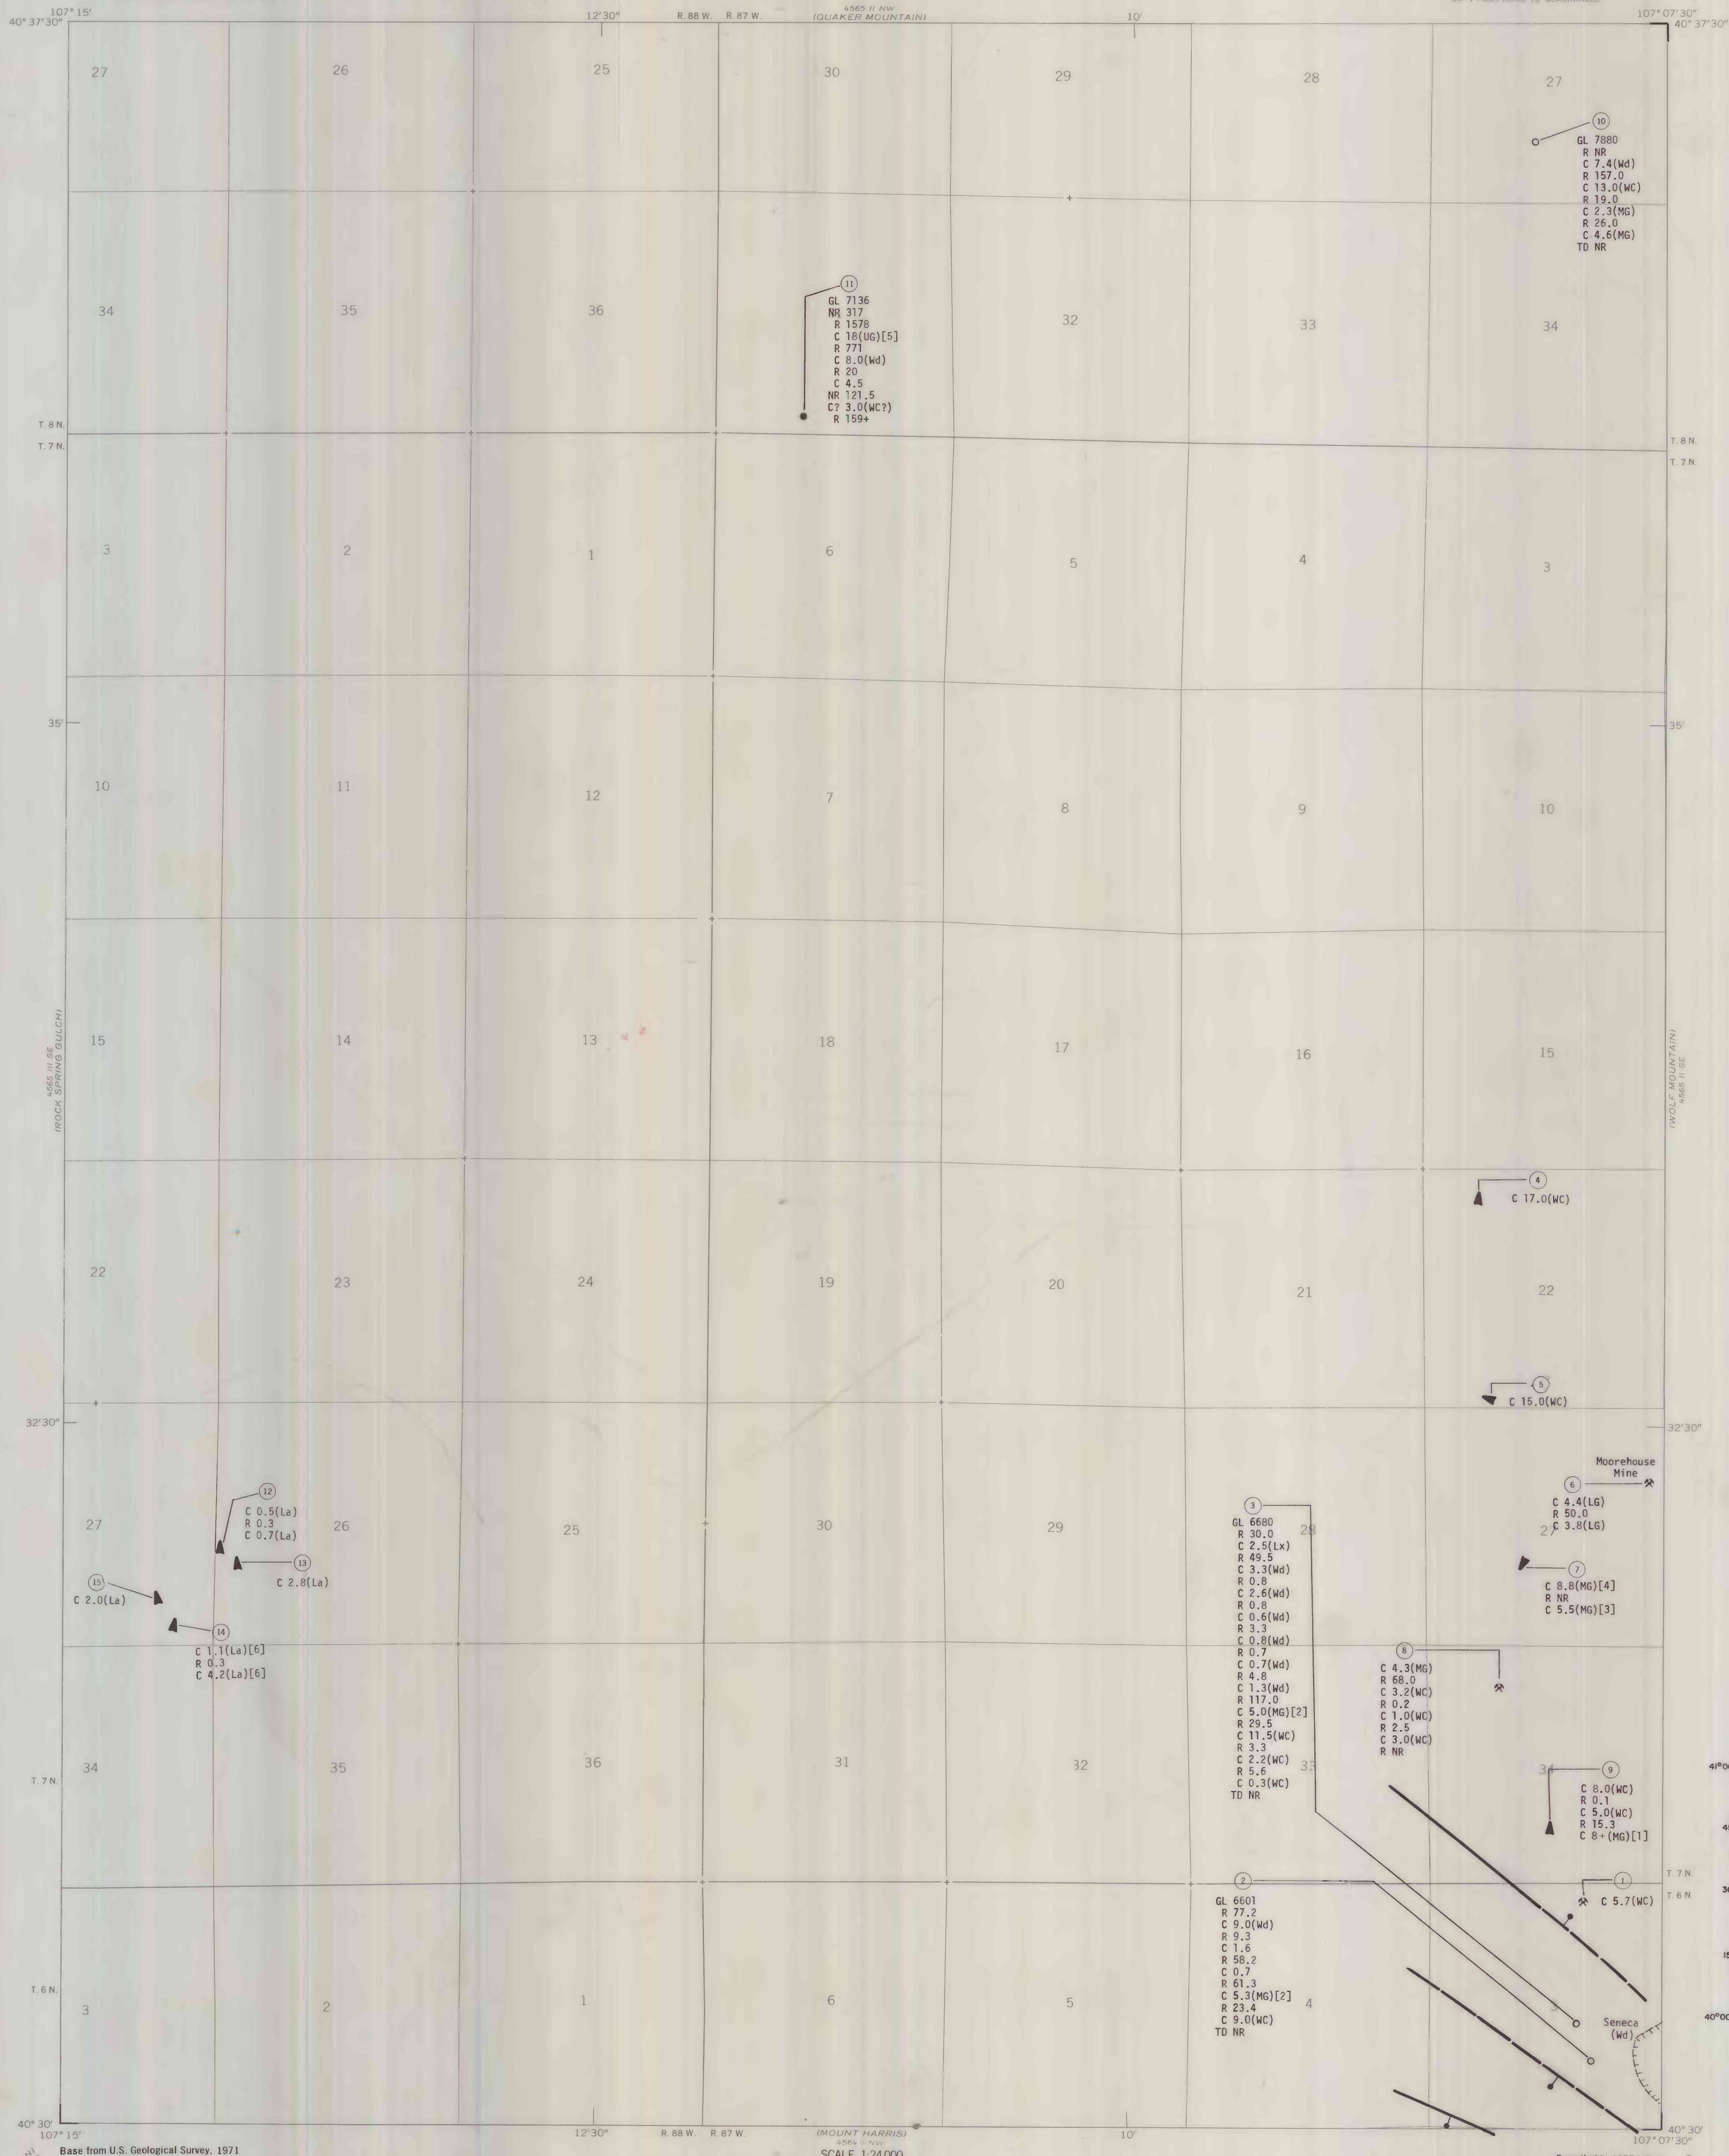 107° 15'
40° 37' 30"
12'30"
R. 88 W. R. 87 W.
4565 II NW
(QUAKER MOUNTAIN)
10'
107° 07' 30"
40° 37' 30"
27
26
25
30
29
28
27
10
GL 7880
R NR
C 7.4(Wd)
R 157.0
C 13.0(WC)
R 19.0
C 2.3(MG)
R 26.0
C 4.6(MG)
TD NR
34
35
36
11
GL 7136
NR 317
R 1578
C 18(UG)[5]
R 771
C 8.0(Wd)
R 20
C 4.5
NR 121.5
C? 3.0(WC?)
R 159+
32
33
34
T. 8 N.
T. 7 N.
T. 8 N.
T. 7 N.
3
2
1
6
5
4
3
35'
35'
10
11
12
7
8
9
10
4565 III SE
(ROCK SPRING GULCH)
15
14
13
18
17
16
15
(WOLF MOUNTAIN)
4565 II SE
4
C 17.0(WC)
22
23
24
19
20
21
22
5
C 15.0(WC)
32'30"
32'30"
Moorehouse
Mine
6
C 4.4(LG)
R 50.0
C 3.8(LG)
27
12
C 0.5(La)
R 0.3
C 0.7(La)
26
25
30
29
28
27
13
C 2.8(La)
15
C 2.0(La)
14
C 1.1(La)[6]
R 0.3
C 4.2(La)[6]
3
GL 6680
R 30.0
C 2.5(Lx)
R 49.5
C 3.3(Wd)
R 0.8
C 2.6(Wd)
R 0.8
C 0.6(Wd)
R 3.3
C 0.8(Wd)
R 0.7
C 0.7(Wd)
R 4.8
C 1.3(Wd)
R 117.0
C 5.0(MG)[2]
R 29.5
C 11.5(WC)
R 3.3
C 2.2(WC)
R 5.6
C 0.3(WC)
TD NR
7
C 8.8(MG)[4]
R NR
C 5.5(MG)[3]
8
C 4.3(MG)
R 68.0
C 3.2(WC)
R 0.2
C 1.0(WC)
R 2.5
C 3.0(WC)
R NR
34
35
36
31
32
33
34
T. 7 N.
9
C 8.0(WC)
R 0.1
C 5.0(WC)
R 15.3
C 8+(MG)[1]
T. 7 N.
T. 6 N.
1
C 5.7(WC)
2
GL 6601
R 77.2
C 9.0(Wd)
R 9.3
C 1.6
R 58.2
C 0.7
R 61.3
C 5.3(MG)[2]
R 23.4
C 9.0(WC)
TD NR
T. 6 N.
3
2
1
6
5
4
3
Seneca
(Wd)
40°00
40° 30'
107° 15'
12'30"
R. 88 W. R. 87 W.
(MOUNT HARRIS)
10'
40° 30'
107° 07' 30"
Base from U.S. Geological Survey, 1971
SCALE 1:24 000